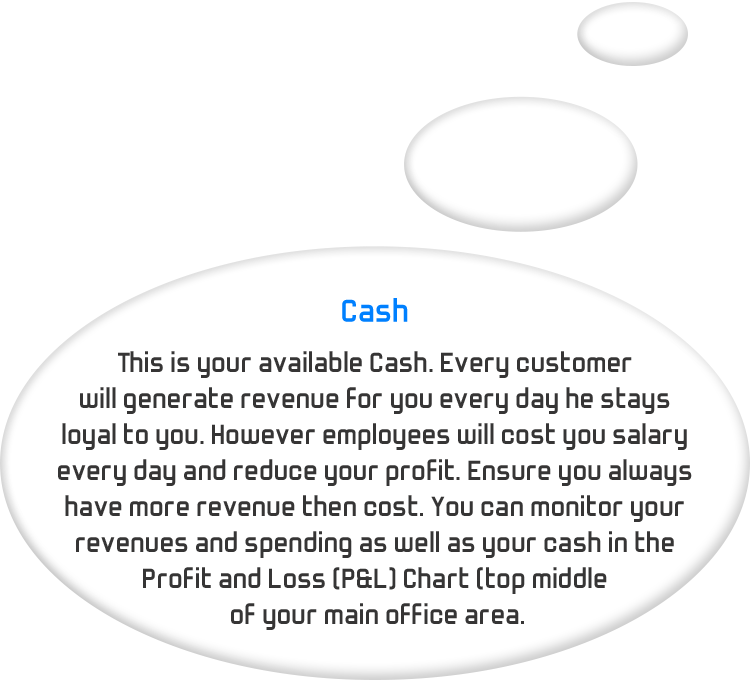 Cash
This is your available Cash. Every customer
will generate revenue for you every day he stays
loyal to you. However employees will cost you salary
every day and reduce your profit. Ensure you always
have more revenue then cost. You can monitor your
revenues and spending as well as your cash in the
Profit and Loss (P&L) Chart (top middle
of your main office area.